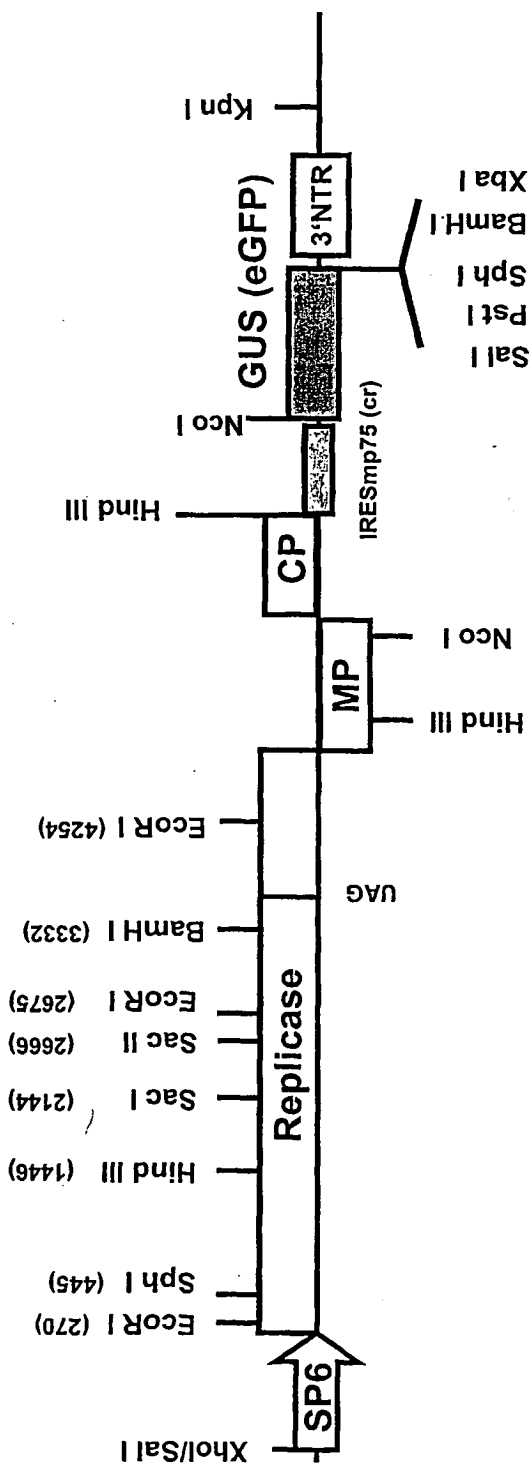 XhoI/Sal I
SP6
EcoR I (270)
Sph I (445)
Hind III (1446)
Sac I (2144)
Sac II (2666)
EcoR I (2675)
BamH I (3332)
EcoR I (4254)
Replicase
UAG
MP
Hind III
Nco I
CP
Hind III
IRESmp75 (cr)
Nco I
GUS (eGFP)
Sal I
Pst I
Sph I
BamH I
Xba I
3'NTR
Kpn I